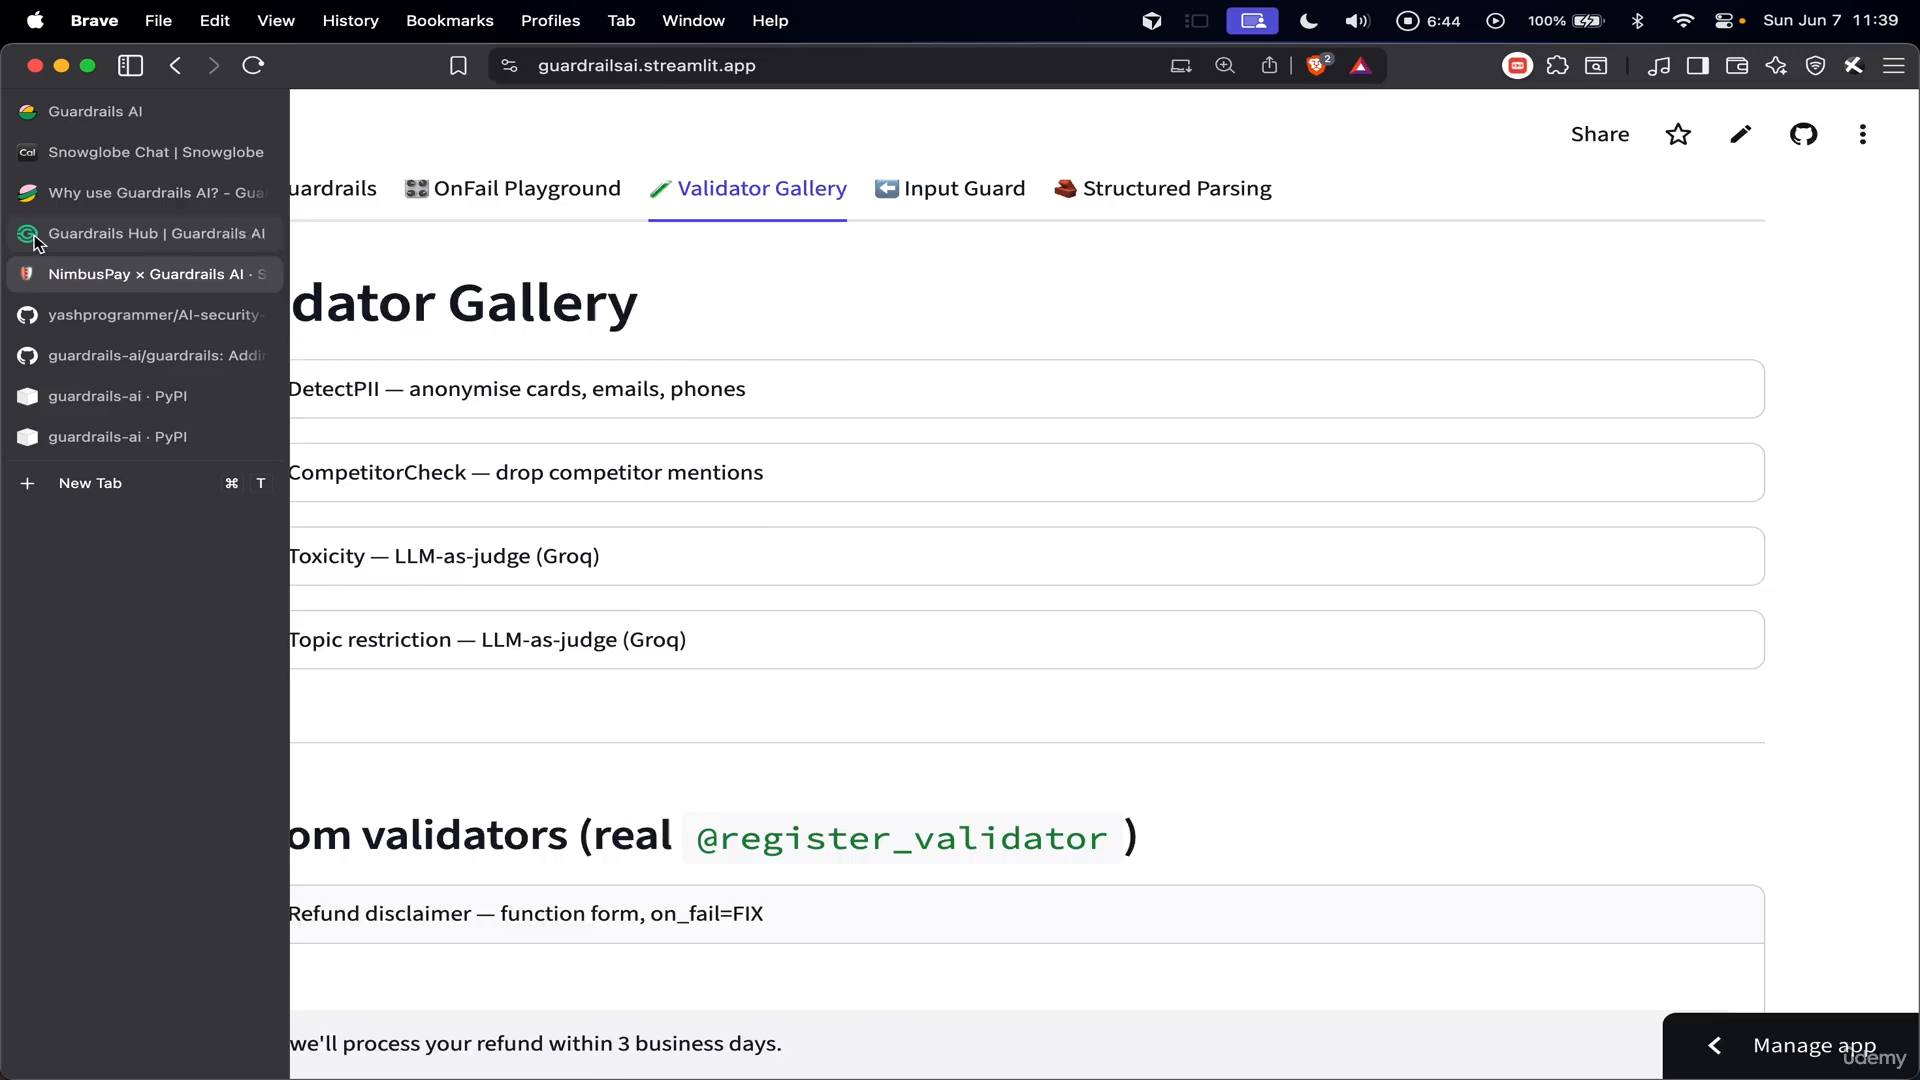 Brave File Edit View History Bookmarks Profiles Tab Window Help 6:44 100% Sun Jun 7 11:39
guardrailsai.streamlit.app 2
Guardrails AI
Snowglobe Chat | Snowglobe
Why use Guardrails AI? - Gua
Guardrails Hub | Guardrails AI
NimbusPay × Guardrails AI · S
yashprogrammer/AI-security-
guardrails-ai/guardrails: Addi
guardrails-ai · PyPI
guardrails-ai · PyPI
+ New Tab ⌘ T
Share
uardrails OnFail Playground Validator Gallery Input Guard Structured Parsing
dator Gallery
DetectPII — anonymise cards, emails, phones
CompetitorCheck — drop competitor mentions
Toxicity — LLM-as-judge (Groq)
Topic restriction — LLM-as-judge (Groq)
om validators (real @register_validator )
Refund disclaimer — function form, on_fail=FIX
we'll process your refund within 3 business days.
Manage app
udemy